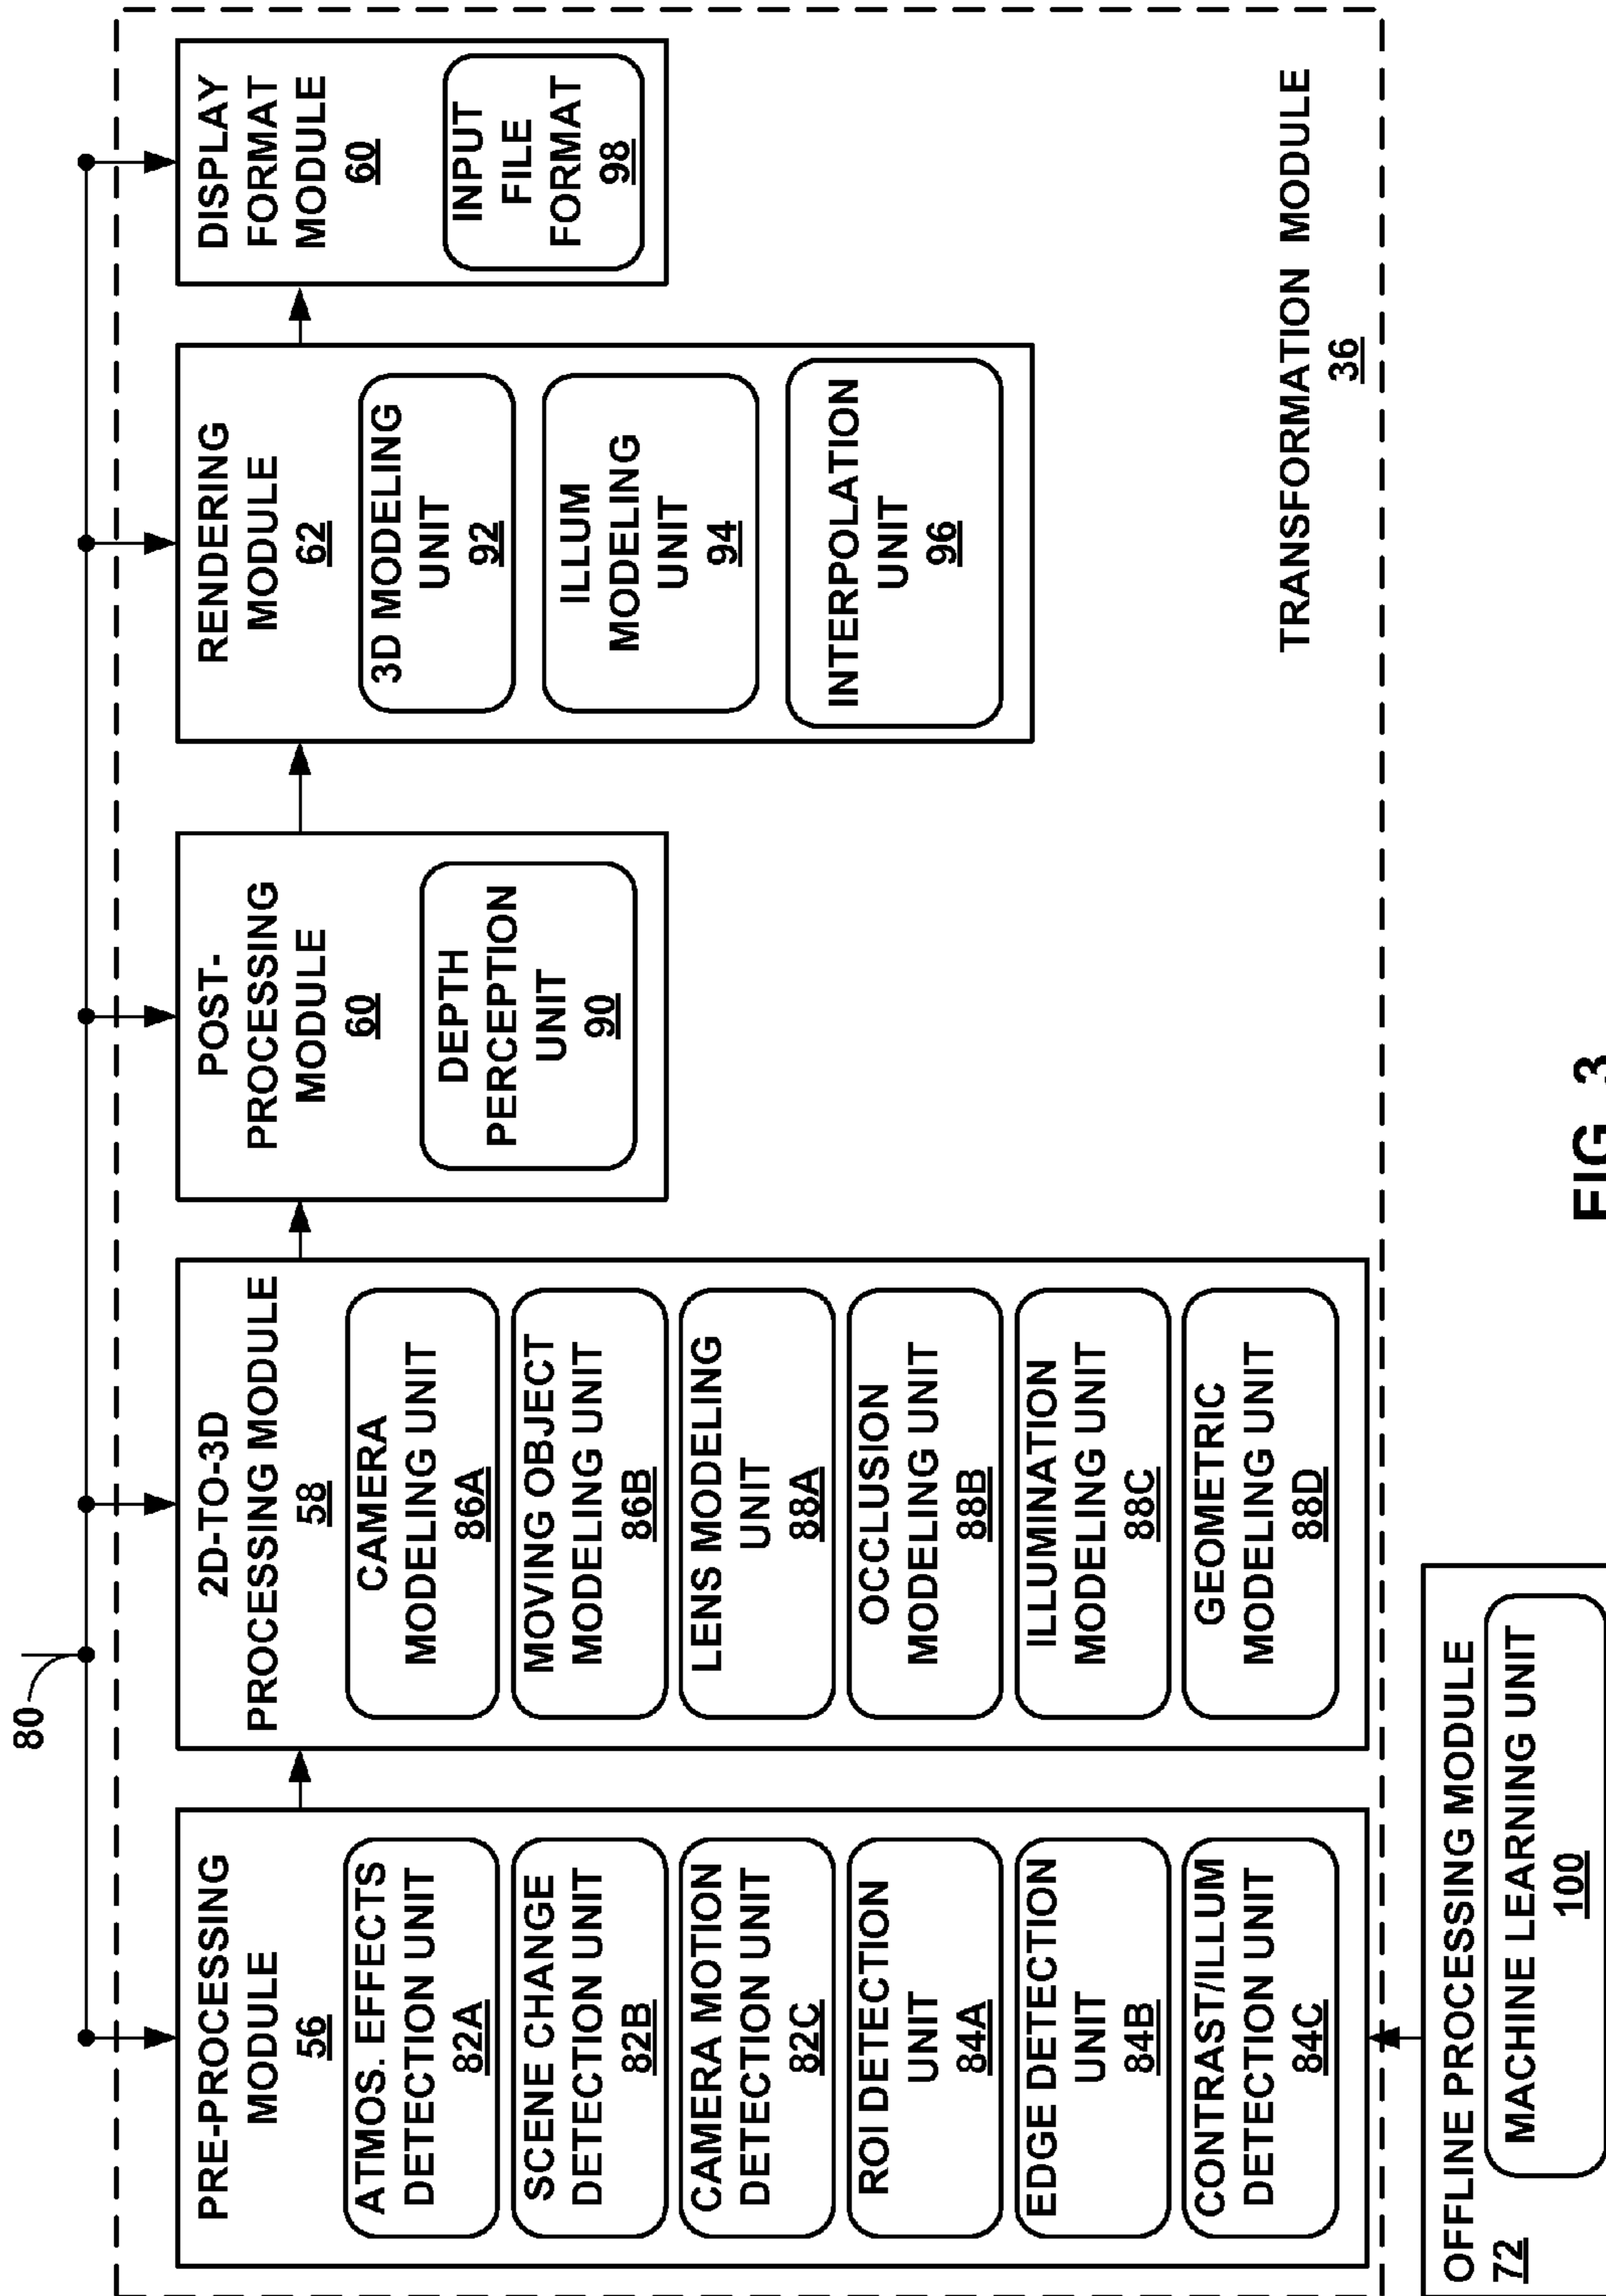 80
PRE-PROCESSING
MODULE
56
ATMOS. EFFECTS
DETECTION UNIT
82A
SCENE CHANGE
DETECTION UNIT
82B
CAMERA MOTION
DETECTION UNIT
82C
ROI DETECTION
UNIT
84A
EDGE DETECTION
UNIT
84B
CONTRAST/ILLUM
DETECTION UNIT
84C
2D-TO-3D
PROCESSING MODULE
58
CAMERA
MODELING UNIT
86A
MOVING OBJECT
MODELING UNIT
86B
LENS MODELING
UNIT
88A
OCCLUSION
MODELING UNIT
88B
ILLUMINATION
MODELING UNIT
88C
GEOMETRIC
MODELING UNIT
88D
POST-
PROCESSING
MODULE
60
DEPTH
PERCEPTION
UNIT
90
RENDERING
MODULE
62
3D MODELING
UNIT
92
ILLUM
MODELING
UNIT
94
INTERPOLATION
UNIT
96
DISPLAY
FORMAT
MODULE
60
INPUT
FILE
FORMAT
98
TRANSFORMATION MODULE
36
OFFLINE PROCESSING MODULE
72
MACHINE LEARNING UNIT
100
FIG. 3